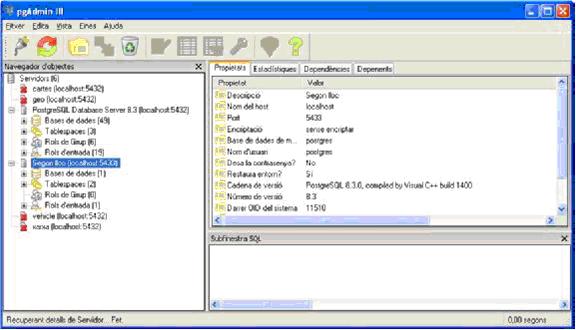 pgAdmin III
Fitxer Edita Vista Eines Ajuda
Navegador d'objectes
Servidors (6)
cartes (localhost:5432)
geo (localhost:5432)
PostgreSQL Database Server 8.3 (localhost:5432)
Bases de dades (49)
Tablespaces (3)
Rols de Grup (6)
Rols d'entrada (19)
Segon lloc (localhost:5433)
Bases de dades (1)
Tablespaces (2)
Rols de Grup (6)
Rols d'entrada (1)
vehicle (localhost:5432)
xarxa (localhost:5432)
Propietats Estadístiques Dependències Depenents
Propietat Valor
Descripció Segon lloc
Nom del host localhost
Port 5433
Encriptació sense encriptar
Base de dades de m... postgres
Nom d'usuari postgres
Desa la contrasenya? No
Restaura entorn? Sí
Cadena de versió PostgreSQL 8.3.0, compiled by Visual C++ build 1400
Número de versió 8.3
Darrer OID del sistema 11510
Subfinestra SQL
Recuperant detalls de Servidor... Fet. 0,00 segons